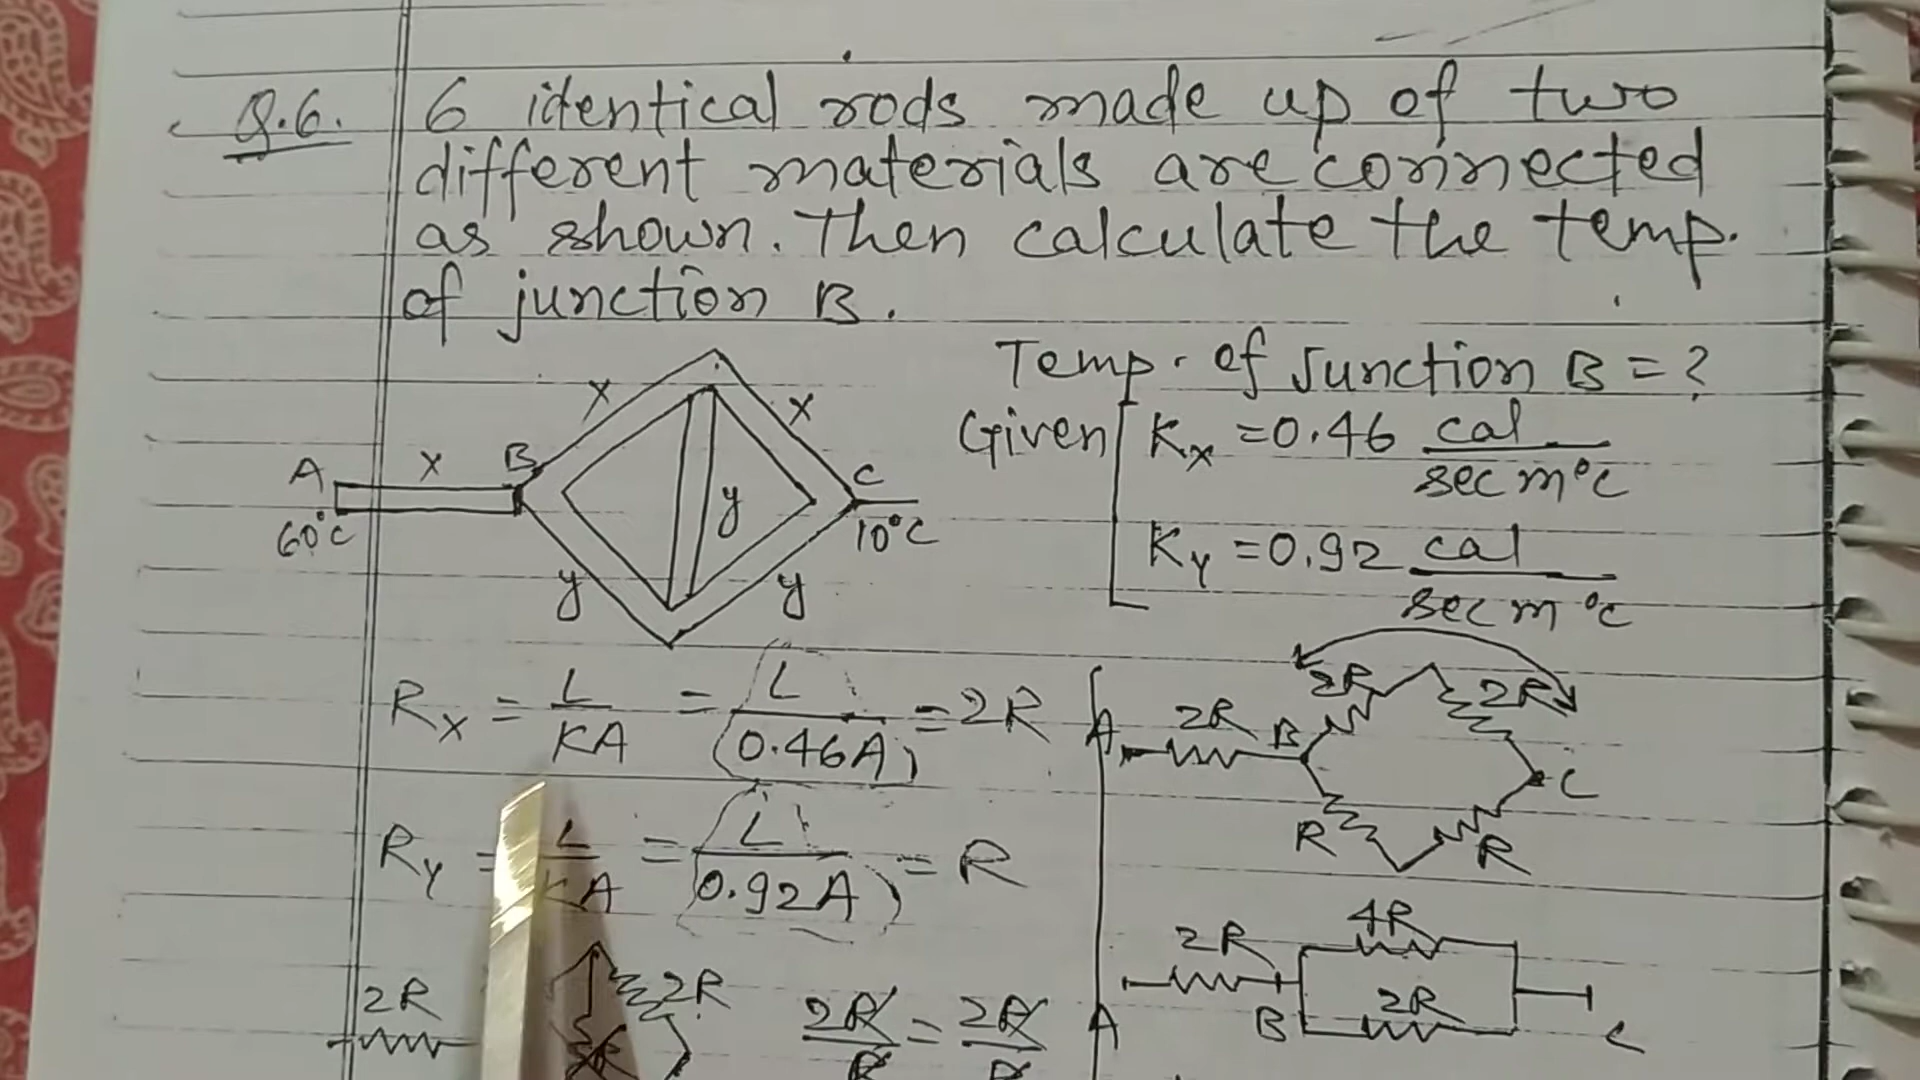 Q.6. 6 identical rods made up of two
different materials are connected
as shown. Then calculate the temp.
of junction B.
Temp. of Junction B = ?
Given Kx = 0.46 cal / sec m°C
Ky = 0.92 cal / sec m°C
A x B x x C
60°C y y y 10°C
Rx = L/KA = L/0.46A = 2R
Ry = L/KA = L/0.92A = R
A 2R B 2R 2R C
R R
2R 4R
A B 2R C
2R 2R
2R/R = 2R/R